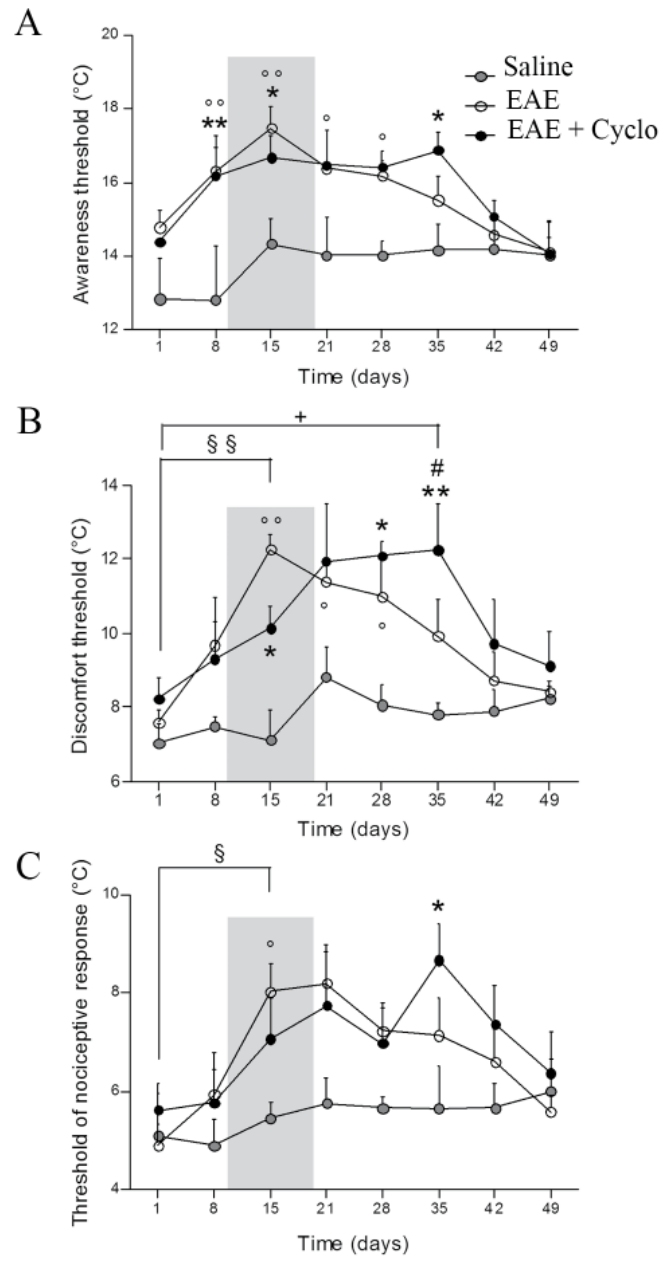 A
Awareness threshold (°C)
20
18
16
14
12
° °
**
° °
*
°
°
*
Saline
EAE
EAE + Cyclo
1 8 15 21 28 35 42 49
Time (days)
B
Discomfort threshold (°C)
+
§ §
#
**
14
12
10
8
6
° °
*
*
°
°
1 8 15 21 28 35 42 49
Time (days)
C
Threshold of nociceptive response (°C)
§
10
8
6
4
°
*
1 8 15 21 28 35 42 49
Time (days)